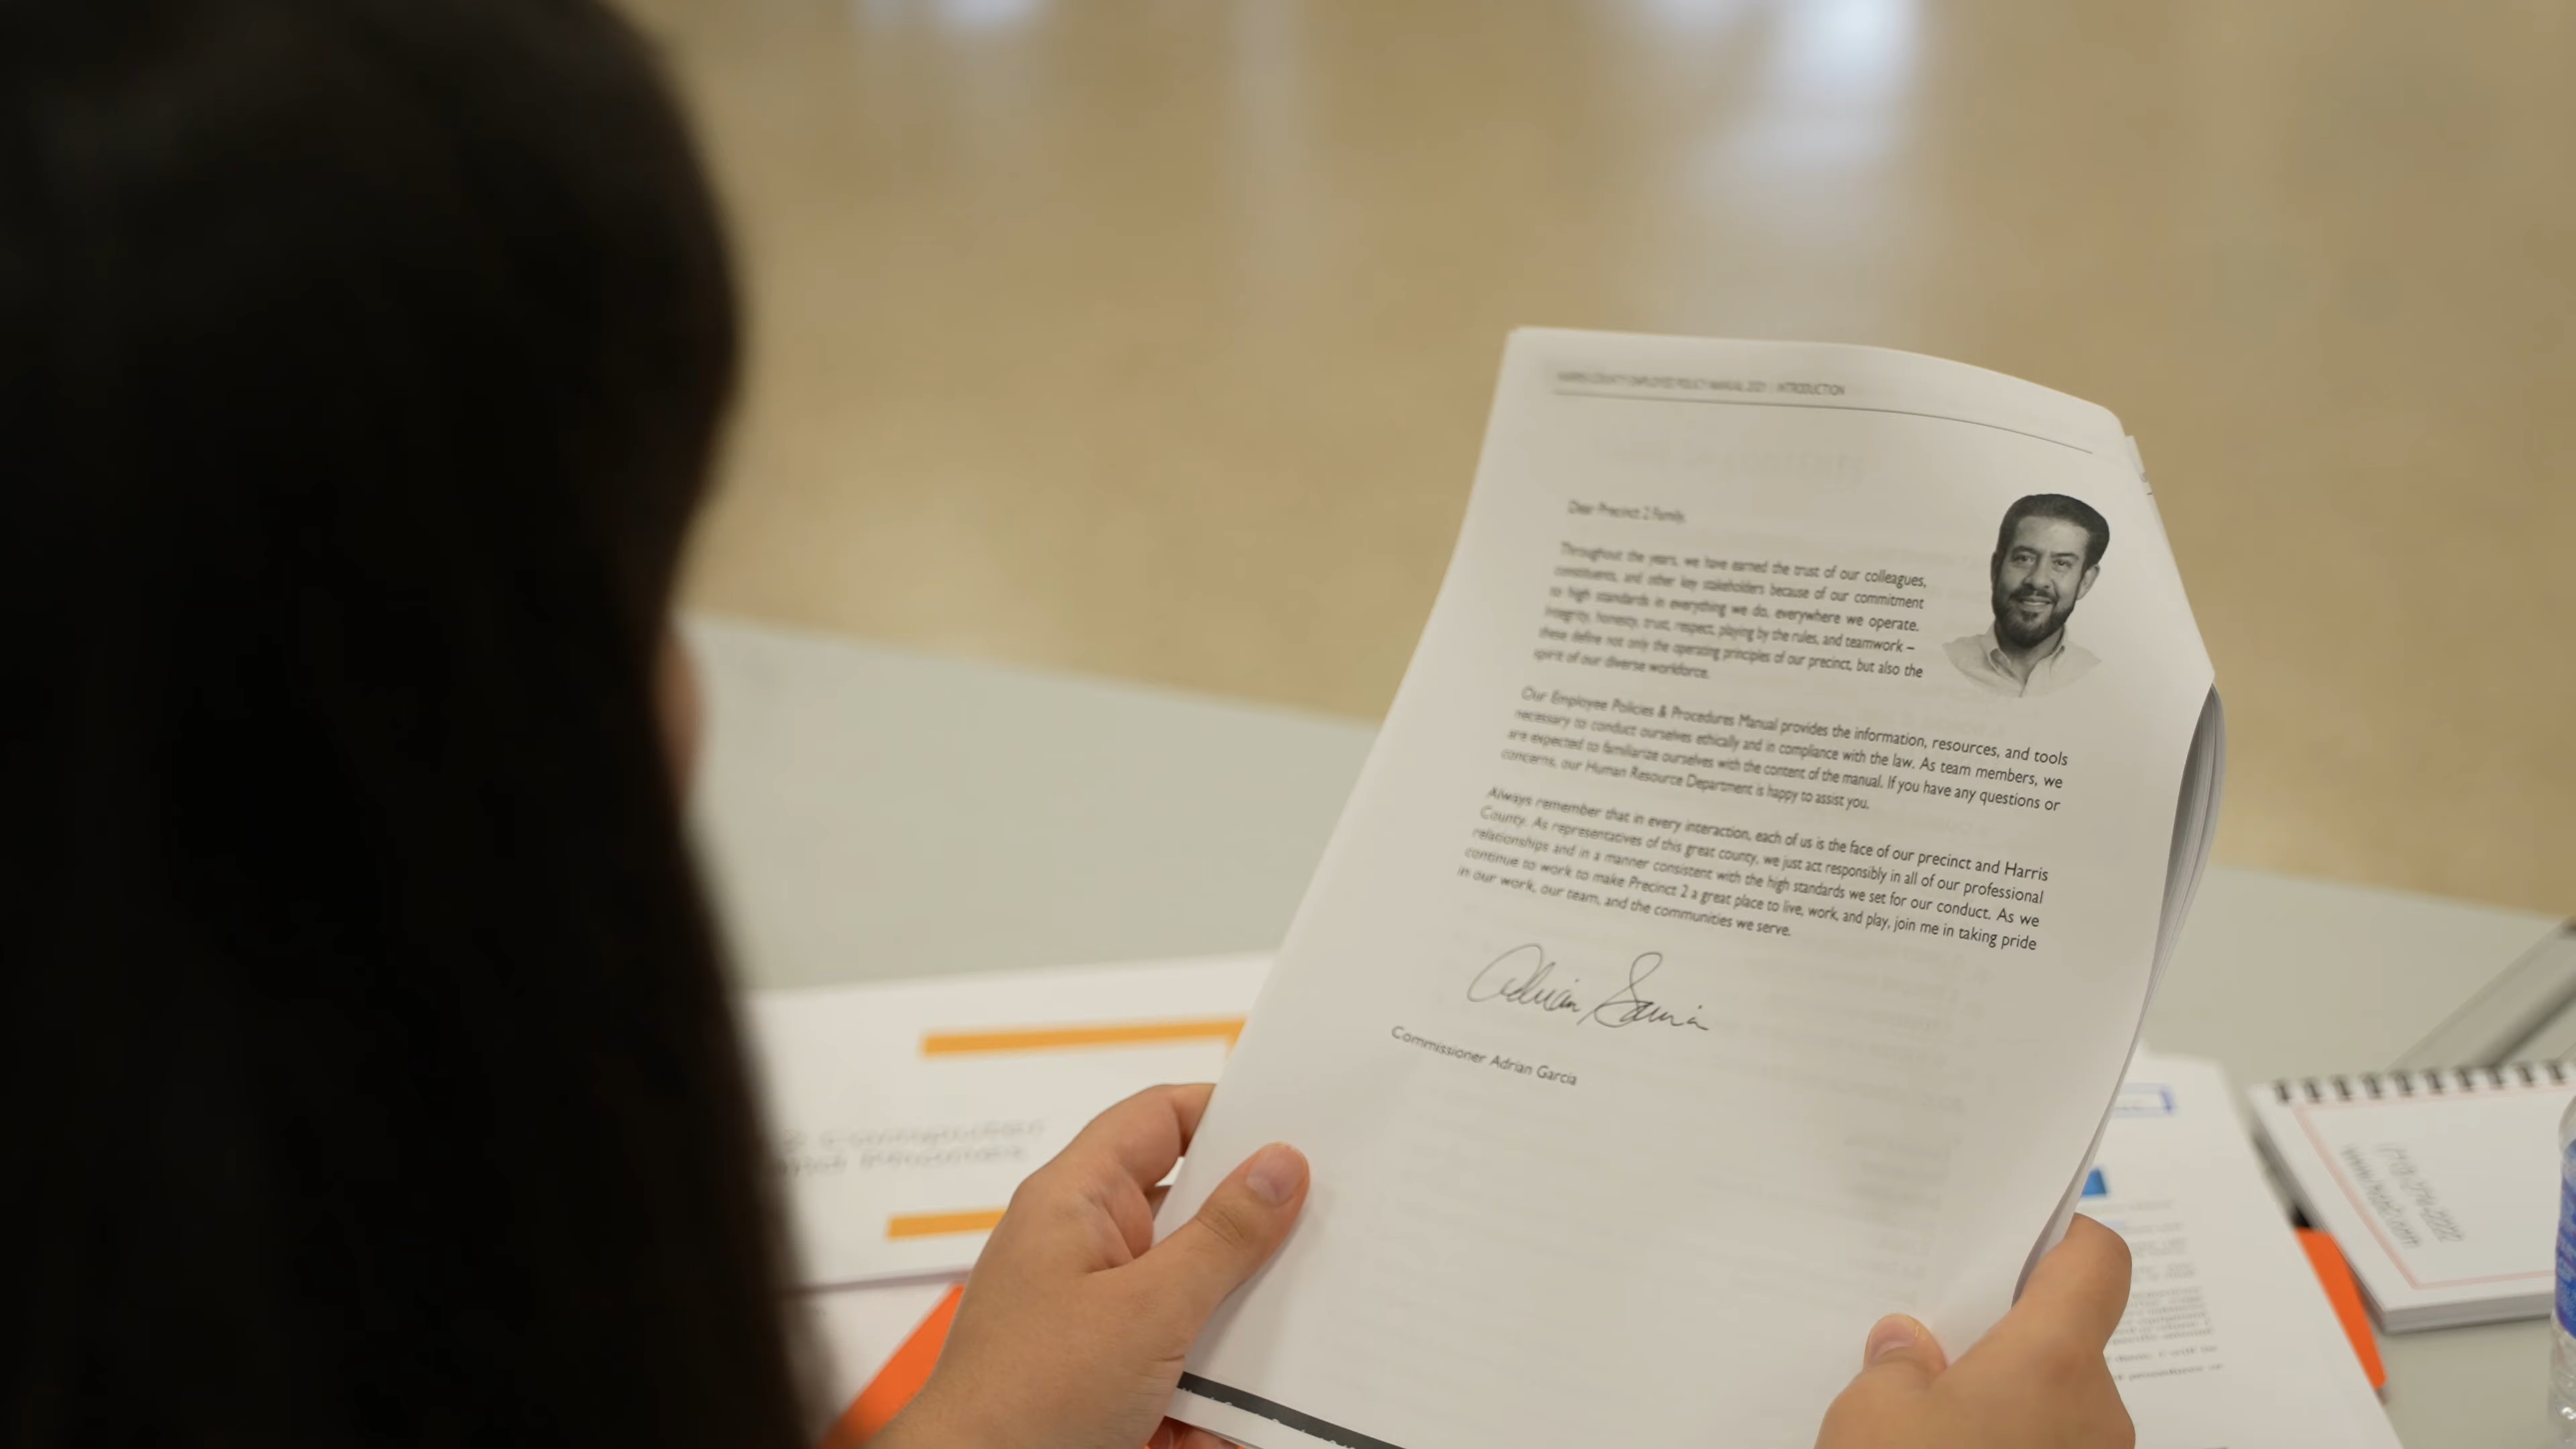 HARRIS COUNTY EMPLOYEE POLICY MANUAL 2021 | INTRODUCTION
Dear Precinct 2 Family,
Throughout the years, we have earned the trust of our colleagues,
constituents, and other key stakeholders because of our commitment
to high standards in everything we do, everywhere we operate.
Integrity, honesty, trust, respect, playing by the rules, and teamwork –
these define not only the operating principles of our precinct, but also the
spirit of our diverse workforce.
Our Employee Policies & Procedures Manual provides the information, resources, and tools
necessary to conduct ourselves ethically and in compliance with the law. As team members, we
are expected to familiarize ourselves with the content of the manual. If you have any questions or
concerns, our Human Resource Department is happy to assist you.
Always remember that in every interaction, each of us is the face of our precinct and Harris
County. As representatives of this great county, we just act responsibly in all of our professional
relationships and in a manner consistent with the high standards we set for our conduct. As we
continue to work to make Precinct 2 a great place to live, work, and play, join me in taking pride
in our work, our team, and the communities we serve.
Adrian Garcia
Commissioner Adrian Garcia